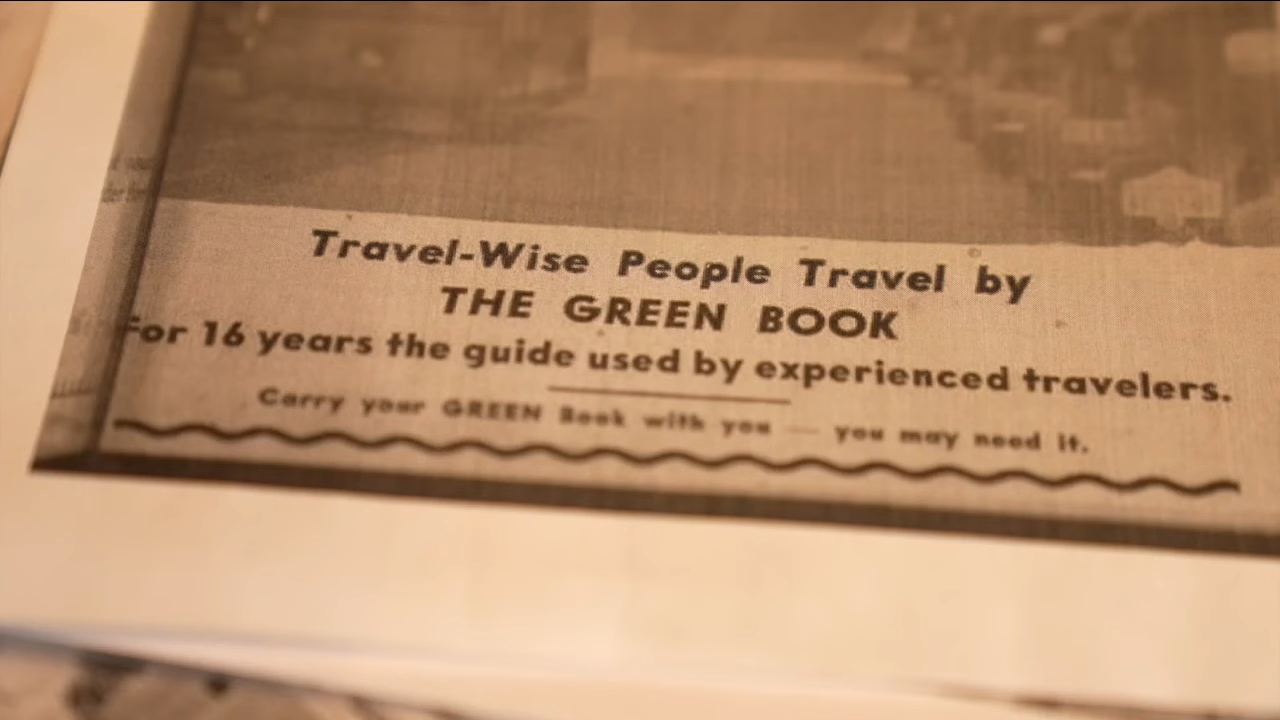 Travel-Wise People Travel by
THE GREEN BOOK
For 16 years the guide used by experienced travelers.
Carry your GREEN Book with you — you may need it.